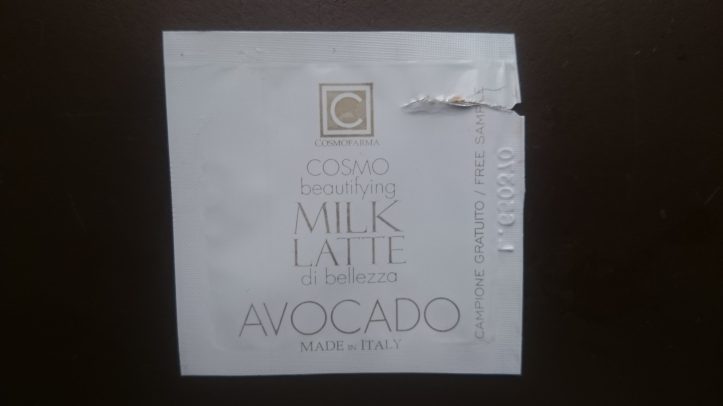 C
COSMOFARMA
COSMO
beautifying
MILK
LATTE
di bellezza
AVOCADO
MADE IN ITALY
CAMPIONE GRATUITO / FREE SAMPLE